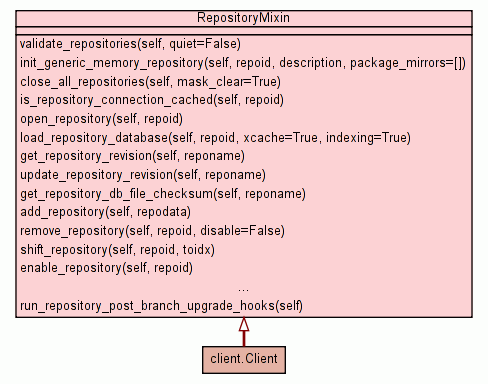 RepositoryMixin
validate_repositories(self, quiet=False)
init_generic_memory_repository(self, repoid, description, package_mirrors=[])
close_all_repositories(self, mask_clear=True)
is_repository_connection_cached(self, repoid)
open_repository(self, repoid)
load_repository_database(self, repoid, xcache=True, indexing=True)
get_repository_revision(self, reponame)
update_repository_revision(self, reponame)
get_repository_db_file_checksum(self, reponame)
add_repository(self, repodata)
remove_repository(self, repoid, disable=False)
shift_repository(self, repoid, toidx)
enable_repository(self, repoid)
...
run_repository_post_branch_upgrade_hooks(self)
client.Client